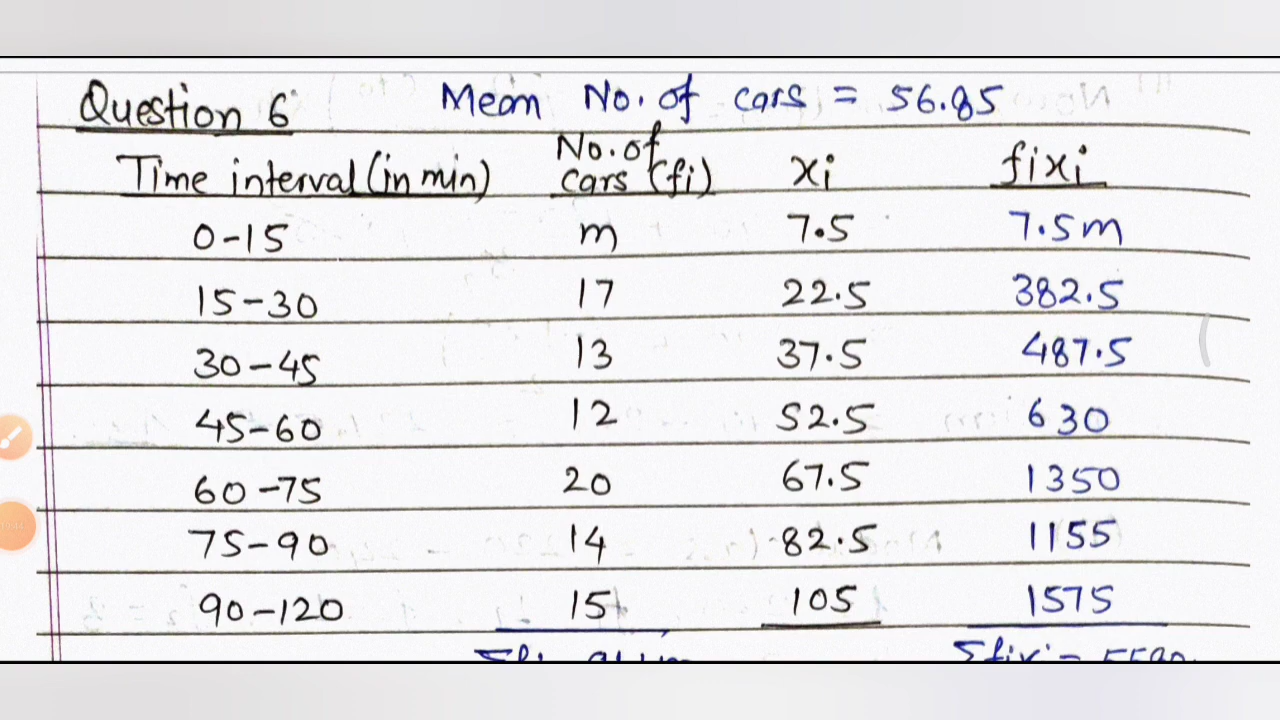 Question 6 Mean No. of cars = 56.85
Time interval (in min) No. of cars (fi) xi fixi
0-15 m 7.5 7.5m
15-30 17 22.5 382.5
30-45 13 37.5 487.5
45-60 12 52.5 630
60-75 20 67.5 1350
75-90 14 82.5 1155
90-120 15 105 1575